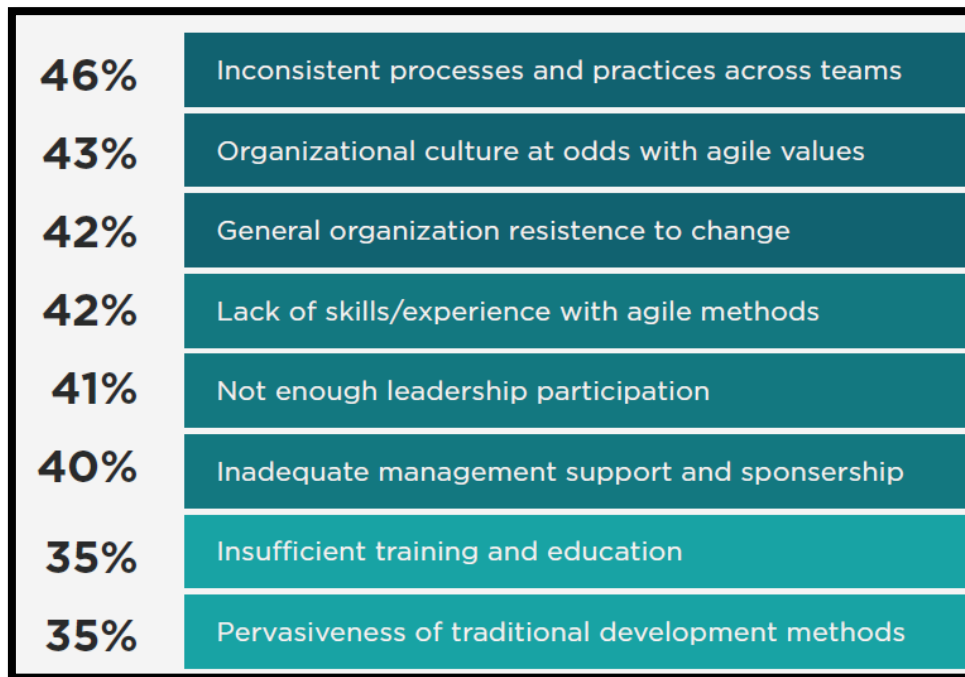 46% Inconsistent processes and practices across teams
43% Organizational culture at odds with agile values
42% General organization resistence to change
42% Lack of skills/experience with agile methods
41% Not enough leadership participation
40% Inadequate management support and sponsership
35% Insufficient training and education
35% Pervasiveness of traditional development methods